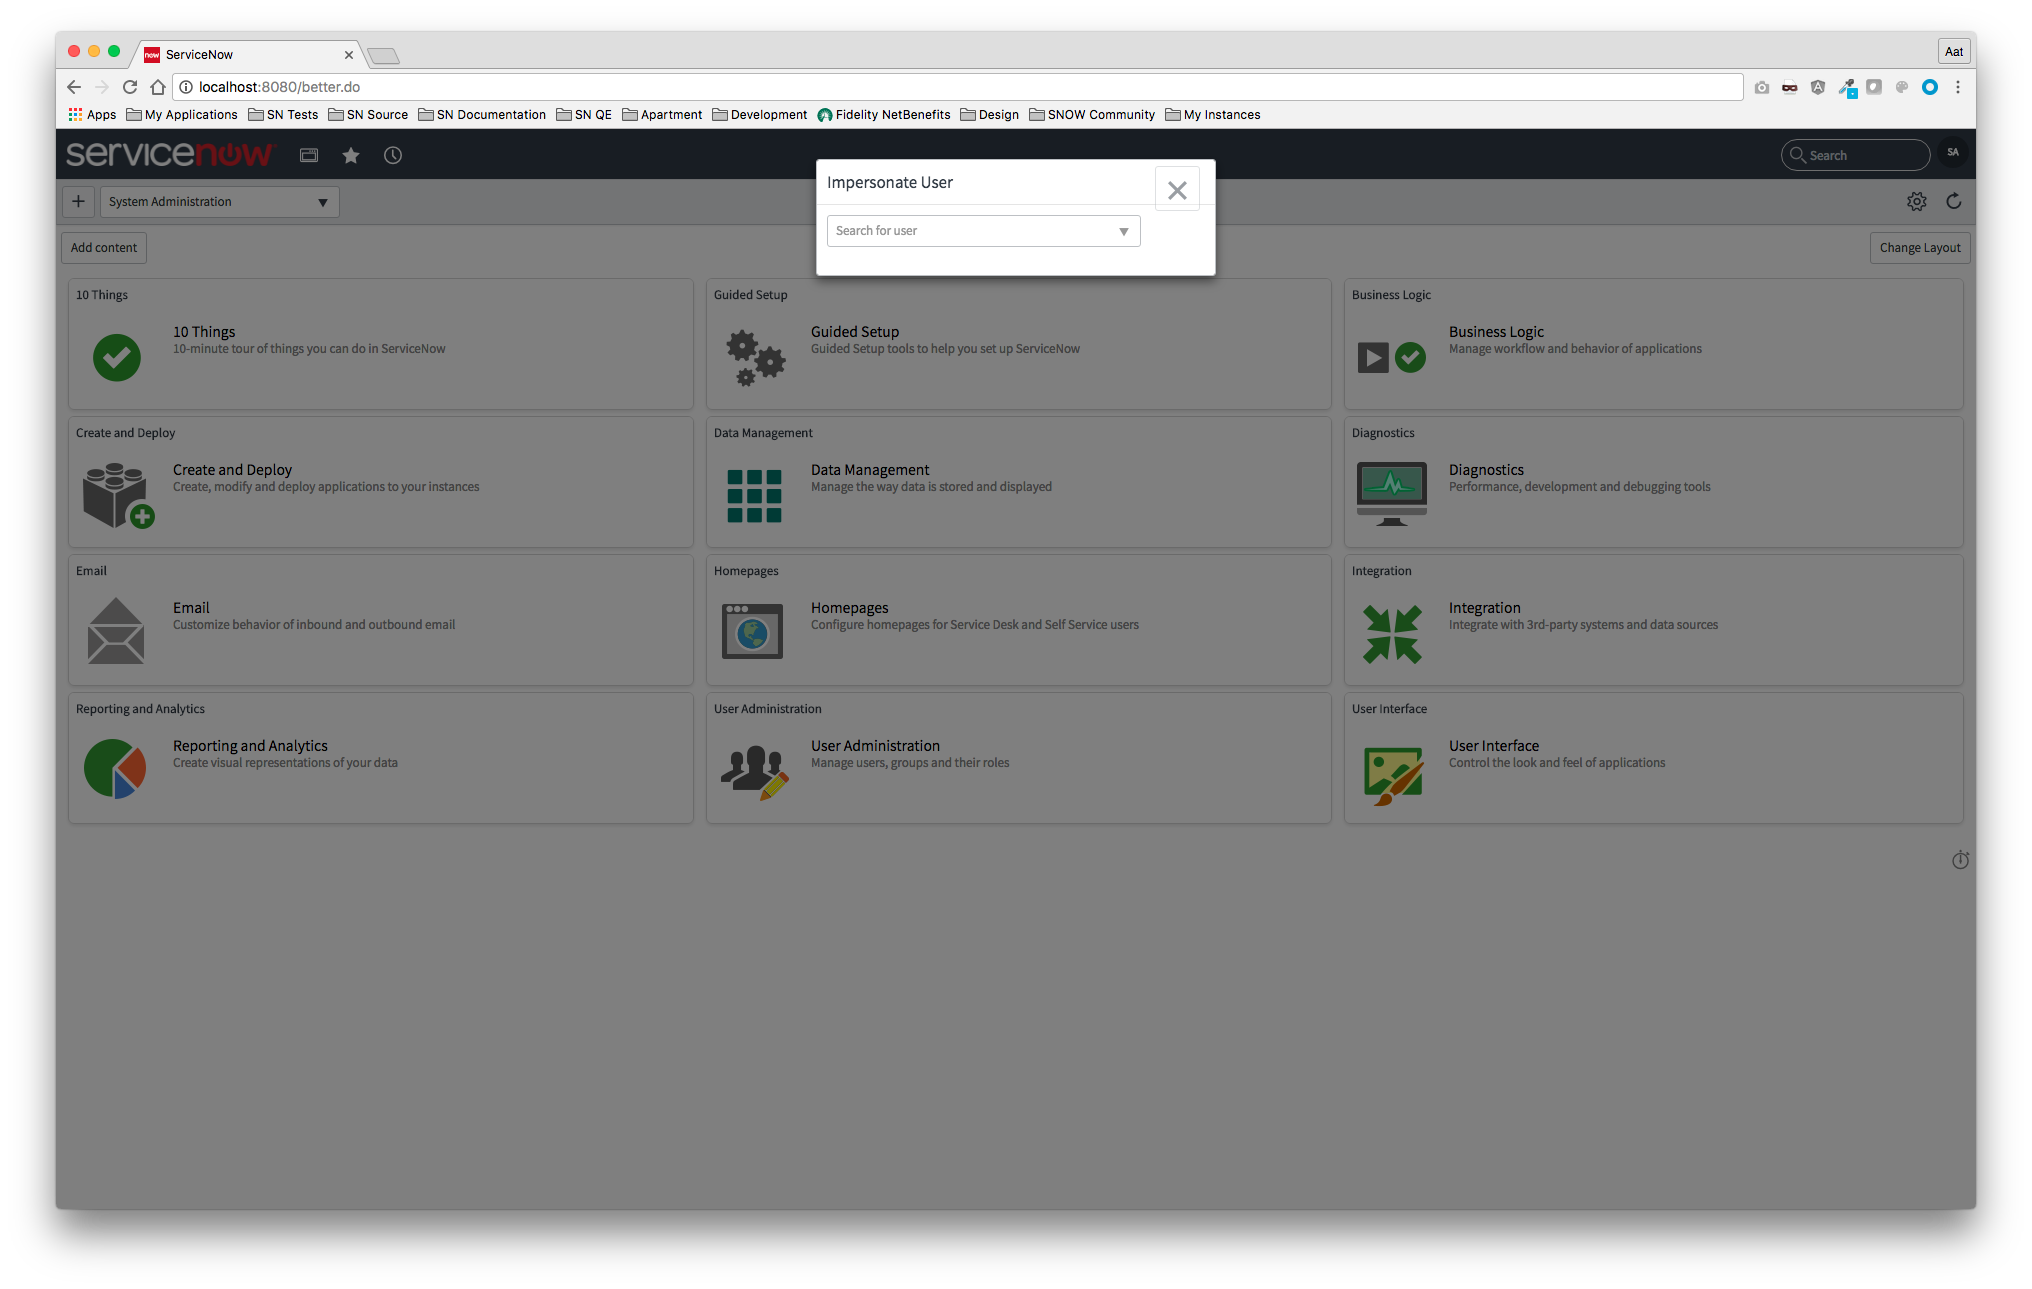 ServiceNow
Aat
localhost:8080/better.do
Apps My Applications SN Tests SN Source SN Documentation SN QE Apartment Development Fidelity NetBenefits Design SNOW Community My Instances
servicenow Search SA
Impersonate User
System Administration
Search for user
Add content Change Layout
10 Things
10 Things
10-minute tour of things you can do in ServiceNow
Guided Setup
Guided Setup
Guided Setup tools to help you set up ServiceNow
Business Logic
Business Logic
Manage workflow and behavior of applications
Create and Deploy
Create and Deploy
Create, modify and deploy applications to your instances
Data Management
Data Management
Manage the way data is stored and displayed
Diagnostics
Diagnostics
Performance, development and debugging tools
Email
Email
Customize behavior of inbound and outbound email
Homepages
Homepages
Configure homepages for Service Desk and Self Service users
Integration
Integration
Integrate with 3rd-party systems and data sources
Reporting and Analytics
Reporting and Analytics
Create visual representations of your data
User Administration
User Administration
Manage users, groups and their roles
User Interface
User Interface
Control the look and feel of applications